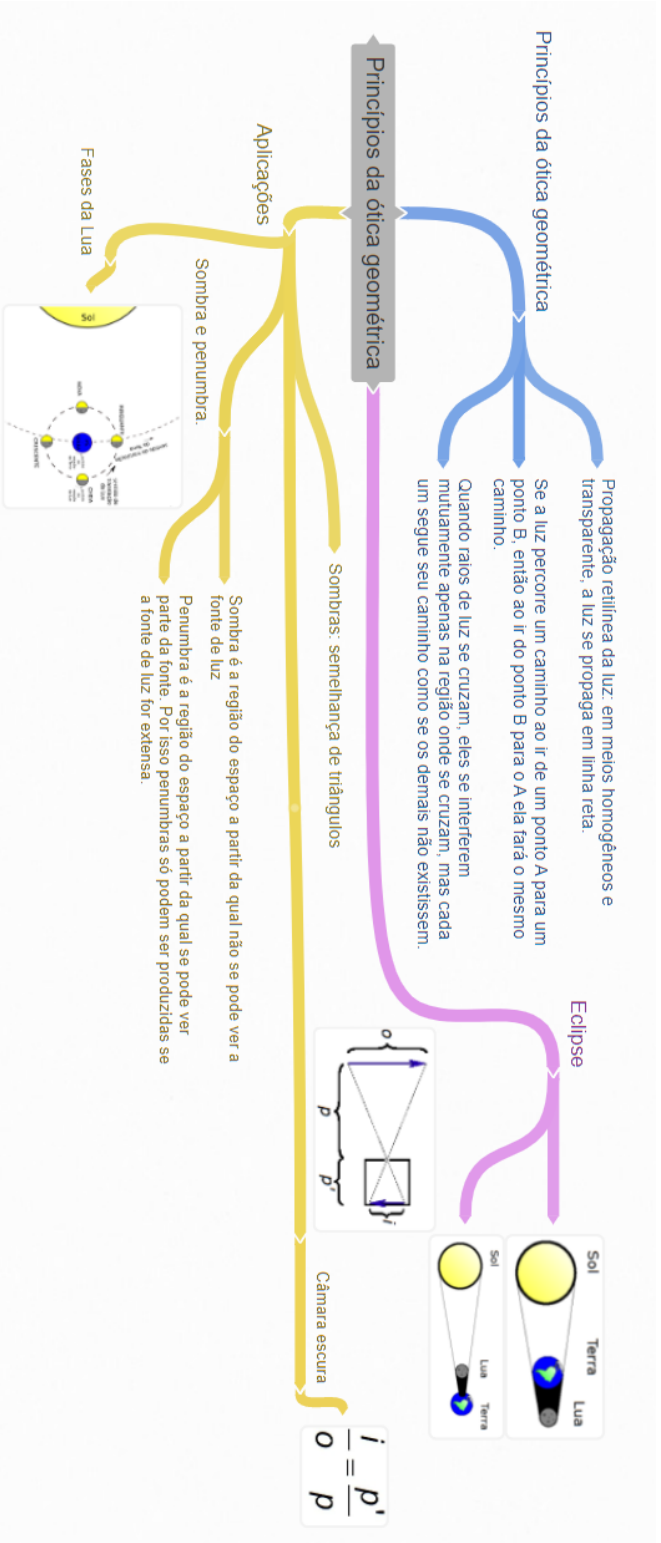 Princípios da ótica geométrica
Princípios da ótica geométrica
Propagação retilínea da luz: em meios homogêneos e
transparente, a luz se propaga em linha reta.
Se a luz percorre um caminho ao ir de um ponto A para um
ponto B, então ao ir do ponto B para o A ela fará o mesmo
caminho.
Quando raios de luz se cruzam, eles se interferem
mutuamente apenas na região onde se cruzam, mas cada
um segue seu caminho como se os demais não existissem.
Eclipse
Sol
Terra
Lua
Sol
Lua
Terra
Aplicações
Sombras: semelhança de triângulos
Sombra e penumbra.
Sombra é a região do espaço a partir da qual não se pode ver a
fonte de luz
Penumbra é a região do espaço a partir da qual se pode ver
parte da fonte. Por isso penumbras só podem ser produzidas se
a fonte de luz for extensa.
Câmara escura
o
p
p'
i
i = p'
o p
Fases da Lua
Sol
NOVA
MINGUANTE
CHEIA
CRESCENTE